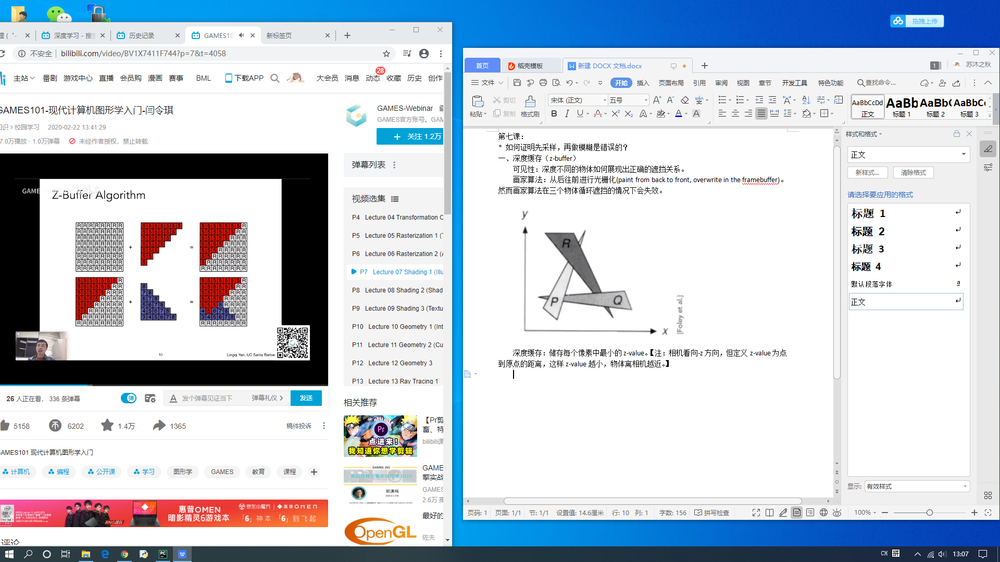 深度学习 - 搜
历史记录
GAMES10
新标签页
不安全
bilibili.com/video/BV1X7411F744?p=7&t=4058
主站
番剧
游戏中心
直播
会员购
漫画
赛事
BML
下载APP
大会员
消息
动态
28
收藏
历史
创作
GAMES101-现代计算机图形学入门-闫令琪
校园学习
2020-02-22 13:41:29
7.0万播放 · 1.0万弹幕
未经作者授权，禁止转载
GAMES-Webinar
GAMES官方账号。GAM
+ 关注 1.2万
弹幕列表
视频选集
P4 Lecture 04 Transformation C
P5 Lecture 05 Rasterization 1 (T
P6 Lecture 06 Rasterization 2 (A
P7 Lecture 07 Shading 1 (Illu
P8 Lecture 08 Shading 2 (Shad
P9 Lecture 09 Shading 3 (Textu
P10 Lecture 10 Geometry 1 (Int
P11 Lecture 11 Geometry 2 (Cu
P12 Lecture 12 Geometry 3
P13 Lecture 13 Ray Tracing 1
Z-Buffer Algorithm
10
Lingqi Yan, UC Santa Barbar
26 人正在看， 336 条弹幕
弹
发个弹幕见证当下
弹幕礼仪
发送
5158
6202
1.4万
1365
稿件投诉
GAMES101 现代计算机图形学入门
计算机
编程
公开课
学习
图形学
GAMES
教育
课程
惠普OMEN
暗影精灵6游戏本
京东小魔方
惠普 OMEN
「6」神本 「6」到飞起
RNG战队
评论
相关推荐
Pr
点进来!
我知道你想学剪辑
【Pr剪
畜、特
bilibili课
GAMES 201
高级物理引擎实战指南2020
胡渊鸣
GAME
擎实战
GAMES
2.6万 播
OpenGL
最好的
佐夫
拖拽上传
首页
稻壳模板
新建 DOCX 文档.docx
1
苏沐之秋
文件
开始
插入
页面布局
引用
审阅
视图
章节
开发工具
特色功能
查找命令...
粘贴
剪切
复制
格式刷
宋体 (正文)
五号
AaBbCcDd
正文
AaBb
标题 1
AaBb(
标题 2
AaBbC
标题 3
第七课：
* 如何证明先采样，再做模糊是错误的？
一、深度缓存（z-buffer）
可见性：深度不同的物体如何展现出正确的遮挡关系。
画家算法：从后往前进行光栅化(paint from back to front, overwrite in the framebuffer)。
然而画家算法在三个物体循环遮挡的情况下会失效。
y
R
P
Q
x
[Foley et al.]
深度缓存：储存每个像素中最小的 z-value。【注：相机看向-z 方向，但定义 z-value 为点
到原点的距离，这样 z-value 越小，物体离相机越近。】
样式和格式
正文
新样式...
清除格式
请选择要应用的格式
标题 1
标题 2
标题 3
标题 4
默认段落字体
正文
显示: 有效样式
页码: 1
页面: 1/1
节: 1/1
设置值: 14.6厘米
行: 10
列: 1
字数: 156
拼写检查
100%
CH
拼
13:07